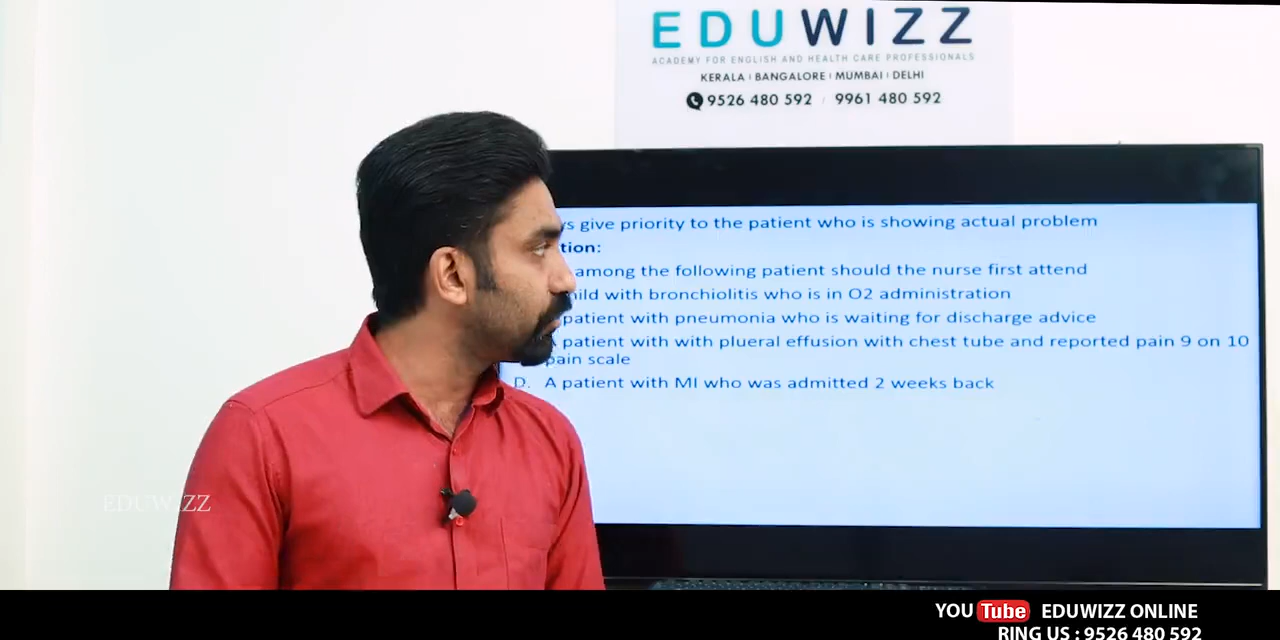 EDUWIZZ
ACADEMY FOR ENGLISH AND HEALTH CARE PROFESSIONALS
KERALA | BANGALORE | MUMBAI | DELHI
9526 480 592 / 9961 480 592
give priority to the patient who is showing actual problem
among the following patient should the nurse first attend
with bronchiolitis who is in O2 administration
patient with pneumonia who is waiting for discharge advice
A patient with with plueral effusion with chest tube and reported pain 9 on 10
pain scale
D. A patient with MI who was admitted 2 weeks back
EDUWIZZ
YOU Tube EDUWIZZ ONLINE
RING US : 9526 480 592